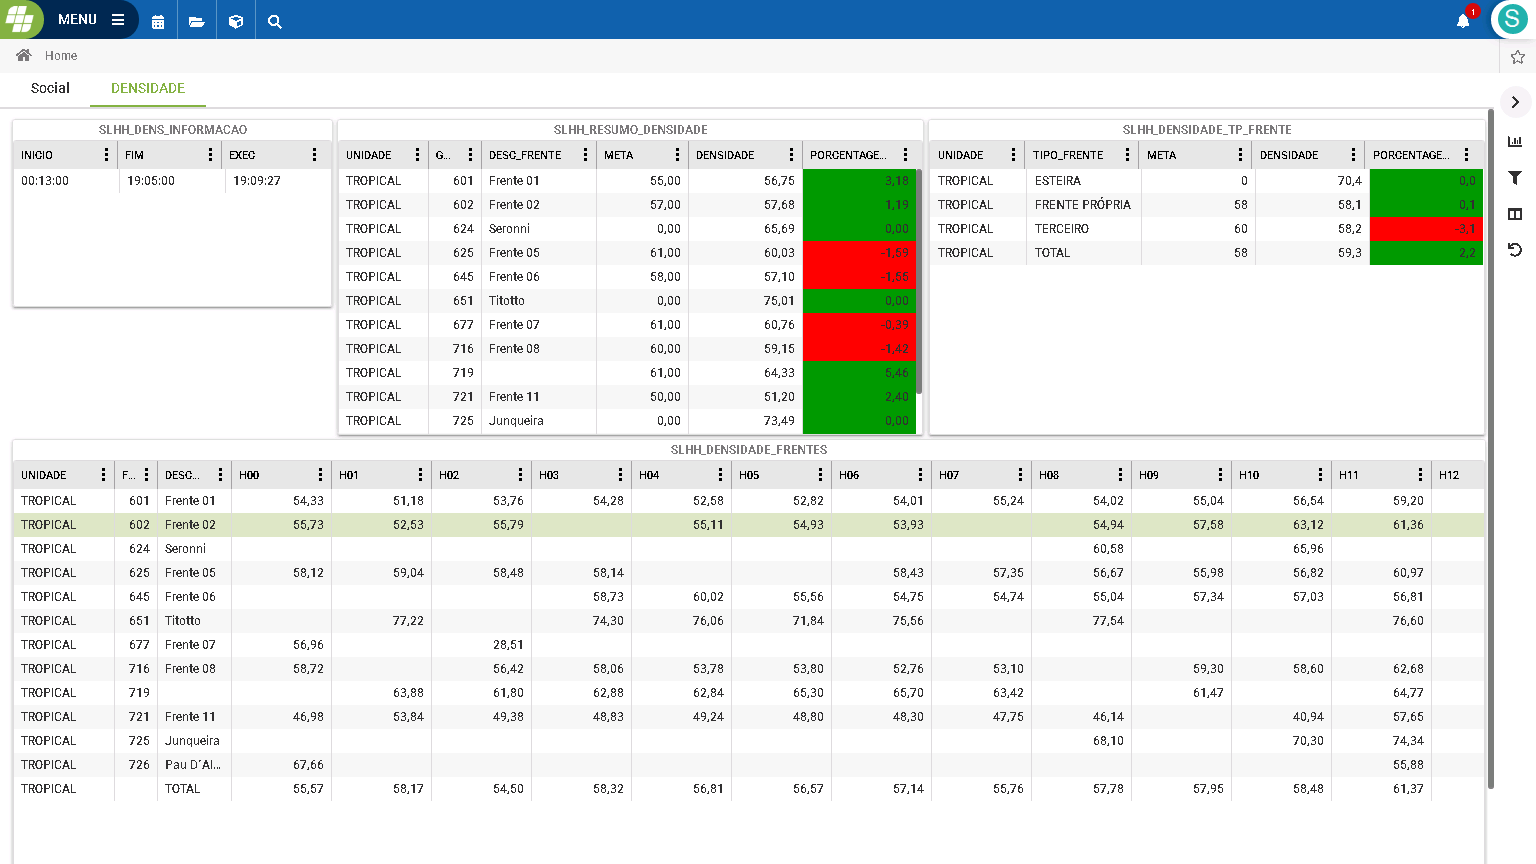 MENU
1
S
Home
Social DENSIDADE
SLHH_DENS_INFORMACAO
INICIO FIM EXEC
00:13:00 19:05:00 19:09:27
SLHH_RESUMO_DENSIDADE
UNIDADE G... DESC_FRENTE META DENSIDADE PORCENTAGE...
TROPICAL 601 Frente 01 55,00 56,75 3,18
TROPICAL 602 Frente 02 57,00 57,68 1,19
TROPICAL 624 Seronni 0,00 65,69 0,00
TROPICAL 625 Frente 05 61,00 60,03 -1,59
TROPICAL 645 Frente 06 58,00 57,10 -1,55
TROPICAL 651 Titotto 0,00 75,01 0,00
TROPICAL 677 Frente 07 61,00 60,76 -0,39
TROPICAL 716 Frente 08 60,00 59,15 -1,42
TROPICAL 719 61,00 64,33 5,46
TROPICAL 721 Frente 11 50,00 51,20 2,40
TROPICAL 725 Junqueira 0,00 73,49 0,00
SLHH_DENSIDADE_TP_FRENTE
UNIDADE TIPO_FRENTE META DENSIDADE PORCENTAGE...
TROPICAL ESTEIRA 0 70,4 0,0
TROPICAL FRENTE PRÓPRIA 58 58,1 0,1
TROPICAL TERCEIRO 60 58,2 -3,1
TROPICAL TOTAL 58 59,3 2,2
SLHH_DENSIDADE_FRENTES
UNIDADE F... DESC... H00 H01 H02 H03 H04 H05 H06 H07 H08 H09 H10 H11 H12
TROPICAL 601 Frente 01 54,33 51,18 53,76 54,28 52,58 52,82 54,01 55,24 54,02 55,04 56,54 59,20
TROPICAL 602 Frente 02 55,73 52,53 55,79 55,11 54,93 53,93 54,94 57,58 63,12 61,36
TROPICAL 624 Seronni 60,58 65,96
TROPICAL 625 Frente 05 58,12 59,04 58,48 58,14 58,43 57,35 56,67 55,98 56,82 60,97
TROPICAL 645 Frente 06 58,73 60,02 55,56 54,75 54,74 55,04 57,34 57,03 56,81
TROPICAL 651 Titotto 77,22 74,30 76,06 71,84 75,56 77,54 76,60
TROPICAL 677 Frente 07 56,96 28,51
TROPICAL 716 Frente 08 58,72 56,42 58,06 53,78 53,80 52,76 53,10 59,30 58,60 62,68
TROPICAL 719 63,88 61,80 62,88 62,84 65,30 65,70 63,42 61,47 64,77
TROPICAL 721 Frente 11 46,98 53,84 49,38 48,83 49,24 48,80 48,30 47,75 46,14 40,94 57,65
TROPICAL 725 Junqueira 68,10 70,30 74,34
TROPICAL 726 Pau D´Al... 67,66 55,88
TROPICAL TOTAL 55,57 58,17 54,50 58,32 56,81 56,57 57,14 55,76 57,78 57,95 58,48 61,37